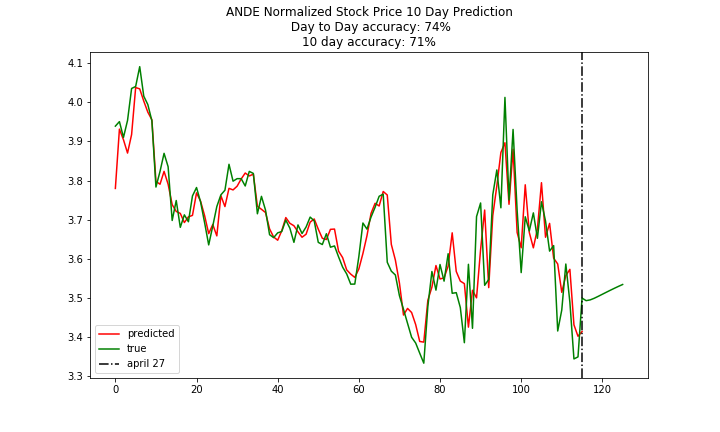 ANDE Normalized Stock Price 10 Day Prediction
Day to Day accuracy: 74%
10 day accuracy: 71%
4.1
4.0
3.9
3.8
3.7
3.6
3.5
3.4
3.3
predicted
true
april 27
0 20 40 60 80 100 120